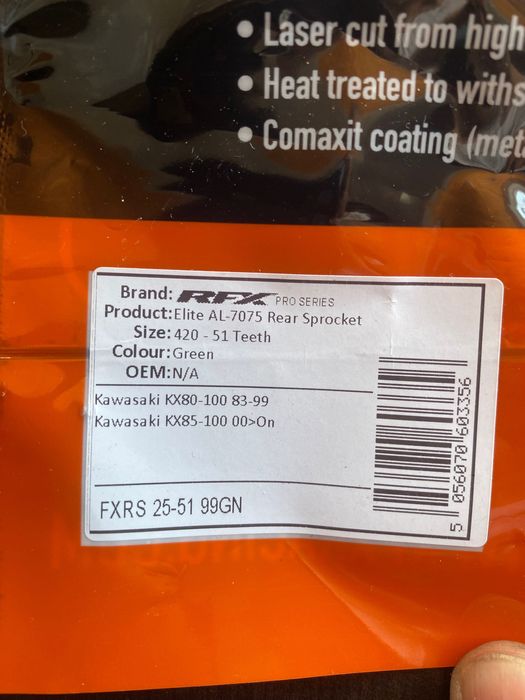 • Laser cut from high
• Heat treated to withs
• Comaxit coating (met
Brand: RFX PRO SERIES
Product: Elite AL-7075 Rear Sprocket
Size: 420 - 51 Teeth
Colour: Green
OEM: N/A
Kawasaki KX80-100 83-99
Kawasaki KX85-100 00>On
FXRS 25-51 99GN
5 056070 603356